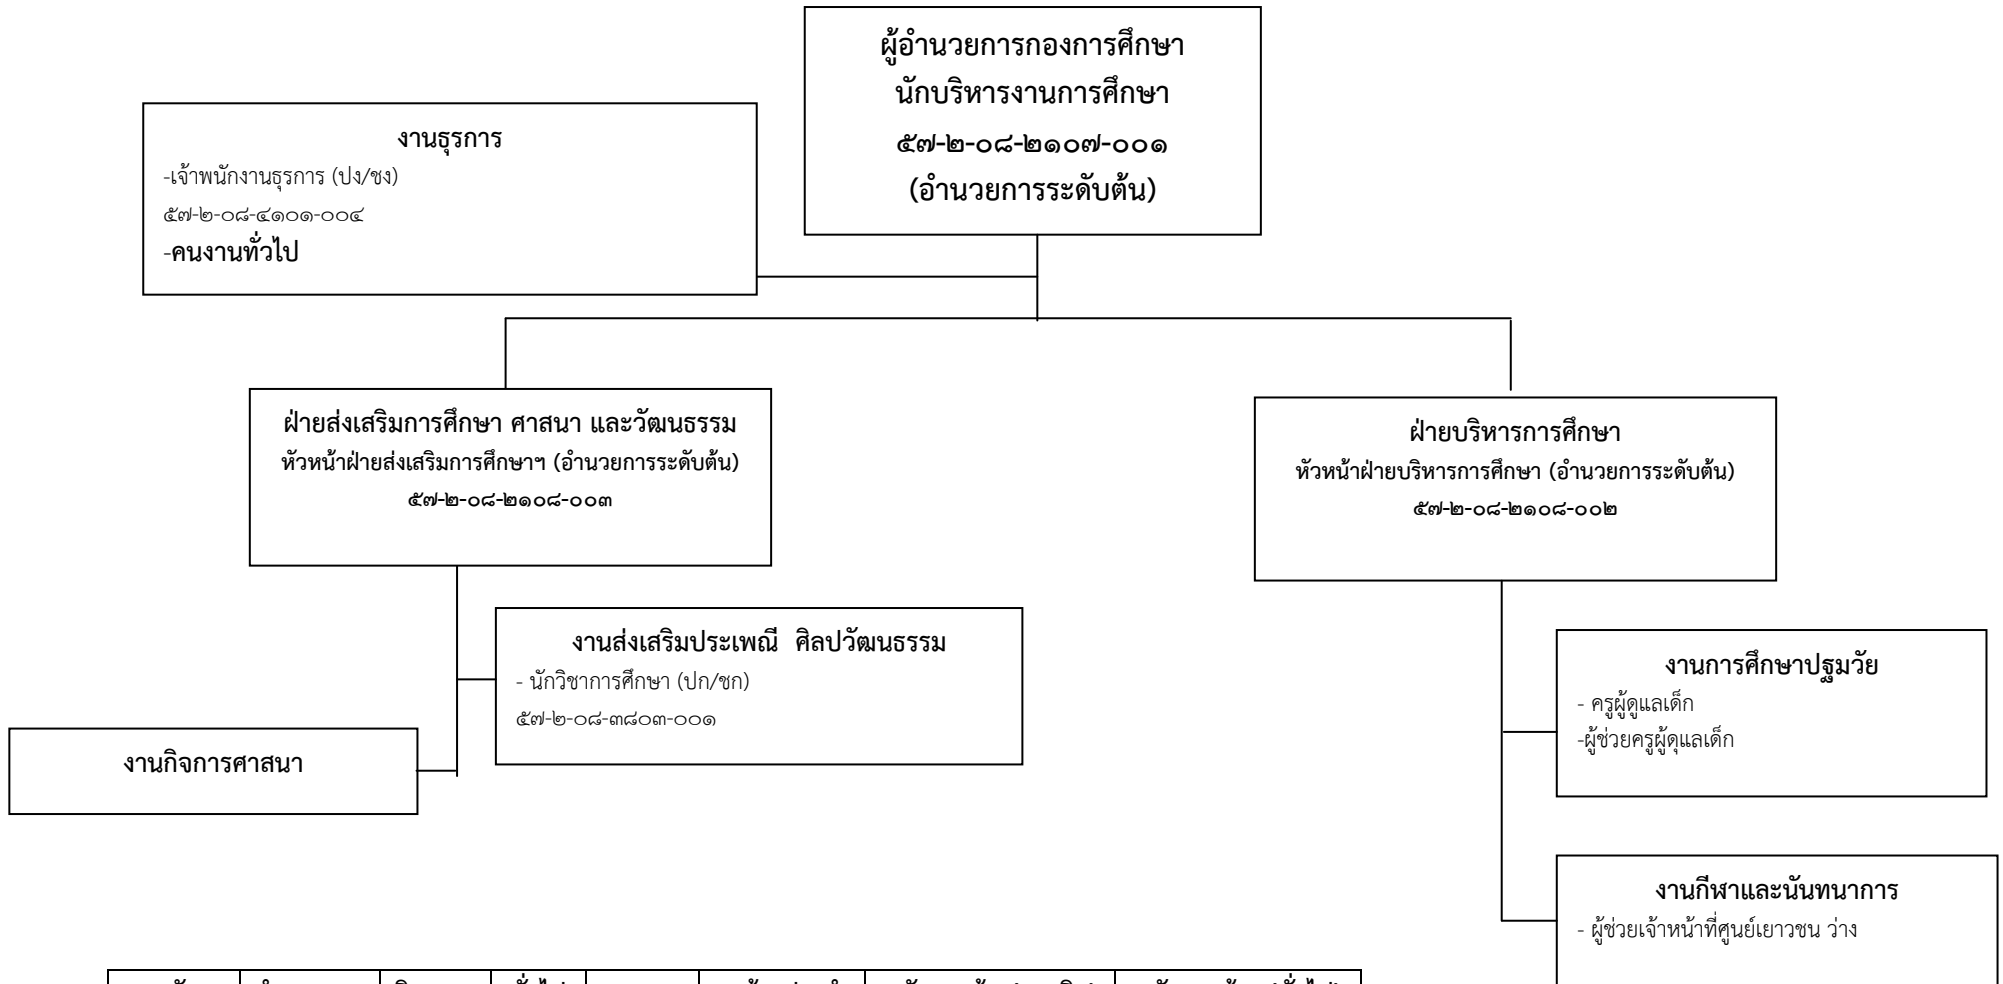 ผู้อำนวยการกองการศึกษา
นักบริหารงานการศึกษา
๕๗-๒-๐๘-๒๑๐๗-๐๐๑
(อำนวยการระดับต้น)
งานธุรการ
-เจ้าพนักงานธุรการ (ปง/ชง)
๕๗-๒-๐๘-๔๑๐๑-๐๐๔
-คนงานทั่วไป
ฝ่ายส่งเสริมการศึกษา ศาสนา และวัฒนธรรม
หัวหน้าฝ่ายส่งเสริมการศึกษาฯ (อำนวยการระดับต้น)
๕๗-๒-๐๘-๒๑๐๘-๐๐๓
ฝ่ายบริหารการศึกษา
หัวหน้าฝ่ายบริหารการศึกษา (อำนวยการระดับต้น)
๕๗-๒-๐๘-๒๑๐๘-๐๐๒
งานส่งเสริมประเพณี ศิลปวัฒนธรรม
- นักวิชาการศึกษา (ปก/ชก)
๕๗-๒-๐๘-๓๘๐๓-๐๐๑
งานกิจการศาสนา
งานการศึกษาปฐมวัย
- ครูผู้ดูแลเด็ก
-ผู้ช่วยครูผู้ดุแลเด็ก
งานกีฬาและนันทนาการ
- ผู้ช่วยเจ้าหน้าที่ศูนย์เยาวชน ว่าง